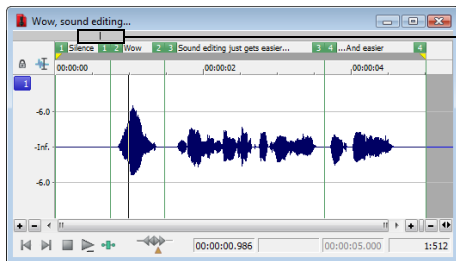 Wow, sound editing...
1 Silence 1 2 Wow 2 3 Sound editing just gets easier... 3 4 ...And easier 4
00:00:00 ,00:00:02 ,00:00:04
1
-6.0
-Inf.
-6.0
00:00:00.986 00:00:05.000 1:512